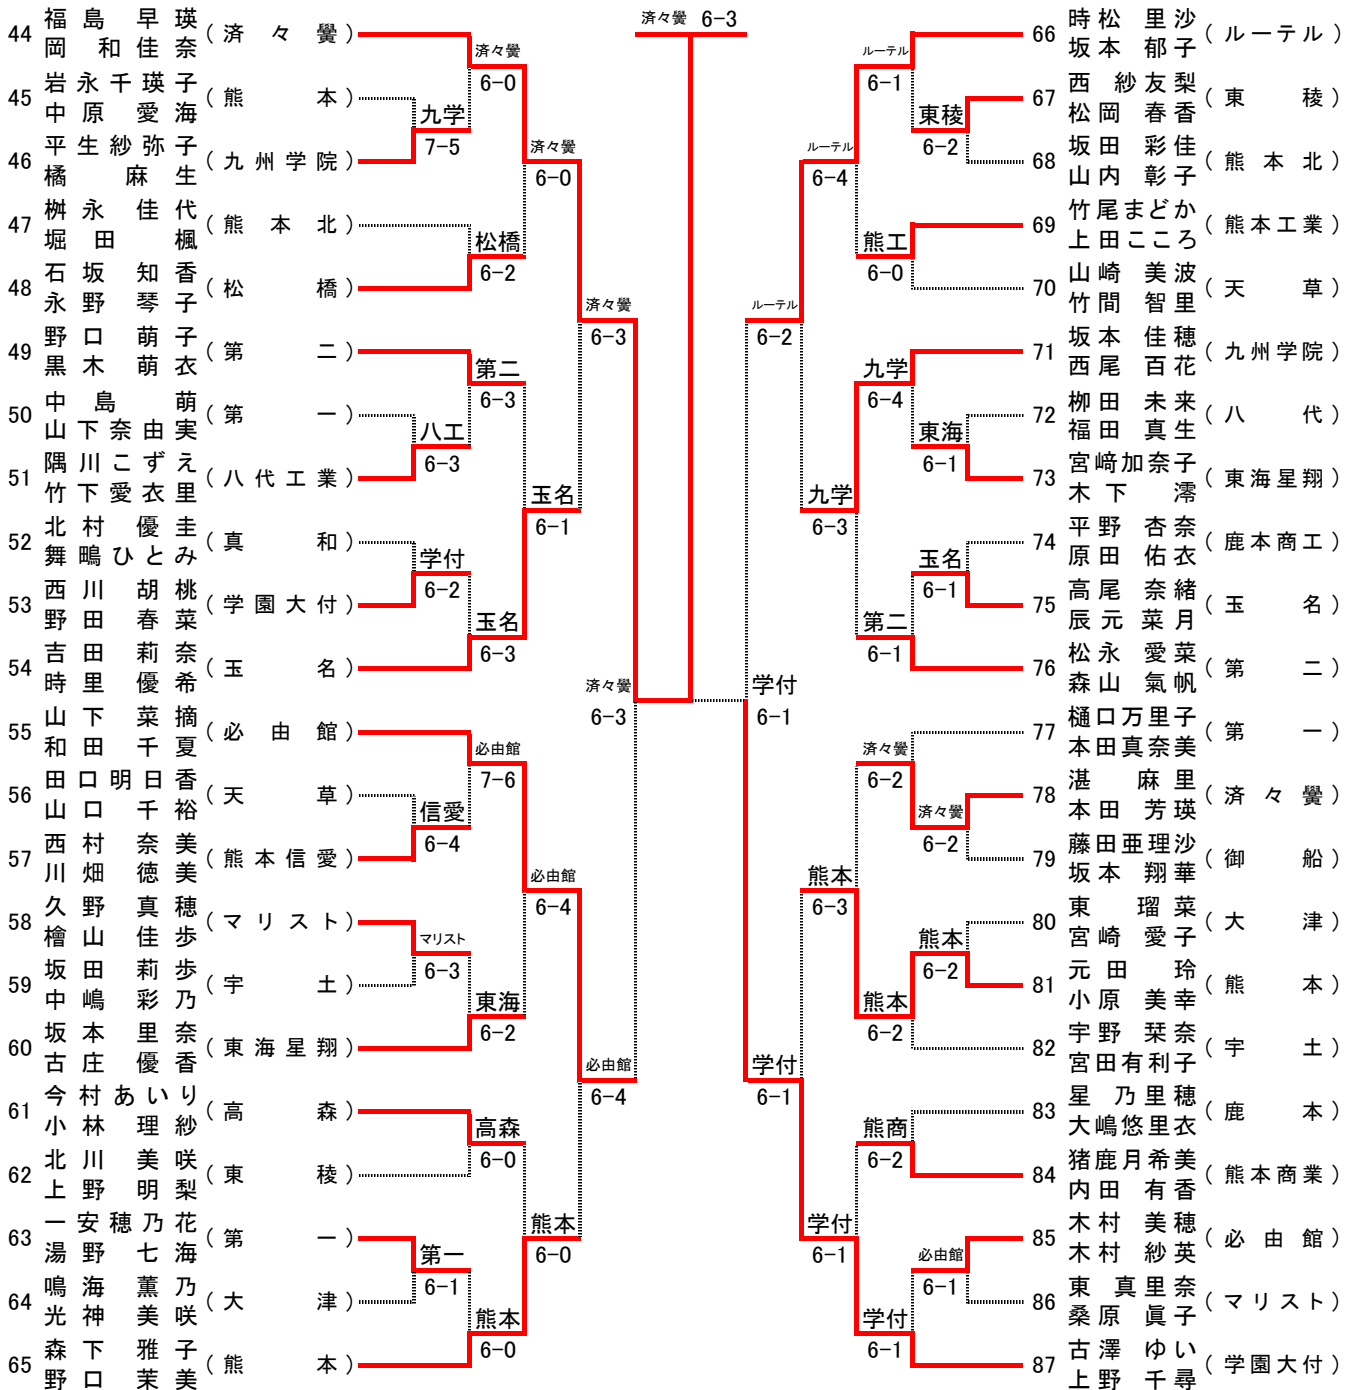 済々黌 6-3
44 福島早瑛 (済々黌)
岡和佳奈
45 岩永千瑛子 (熊本)
中原愛海
46 平生紗弥子 (九州学院)
橘麻生
47 桝永佳代 (熊本北)
堀田楓
48 石坂知香 (松橋)
永野琴子
49 野口萌子 (第二)
黒木萌衣
50 中島萌 (第一)
山下奈由実
51 隅川こずえ (八代工業)
竹下愛衣里
52 北村優圭 (真和)
舞鴫ひとみ
53 西川胡桃 (学園大付)
野田春菜
54 吉田莉奈 (玉名)
時里優希
55 山下菜摘 (必由館)
和田千夏
56 田口明日香 (天草)
山口千裕
57 西村奈美 (熊本信愛)
川畑徳美
58 久野真穂 (マリスト)
檜山佳歩
59 坂田莉歩 (宇土)
中嶋彩乃
60 坂本里奈 (東海星翔)
古庄優香
61 今村あいり (高森)
小林理紗
62 北川美咲 (東稜)
上野明梨
63 一安穂乃花 (第一)
湯野七海
64 鳴海薫乃 (大津)
光神美咲
65 森下雅子 (熊本)
野口茉美
九学
7-5
八工
6-3
学付
6-2
信愛
6-4
マリスト
6-3
第一
6-1
済々黌
6-0
松橋
6-2
第二
6-3
玉名
6-3
必由館
7-6
東海
6-2
高森
6-0
熊本
6-0
済々黌
6-0
玉名
6-1
必由館
6-4
熊本
6-0
済々黌
6-3
必由館
6-4
済々黌
6-3
66 時松里沙 (ルーテル)
坂本郁子
67 西紗友梨 (東稜)
松岡春香
68 坂田彩佳 (熊本北)
山内彰子
69 竹尾まどか (熊本工業)
上田こころ
70 山崎美波 (天草)
竹間智里
71 坂本佳穂 (九州学院)
西尾百花
72 栁田未来 (八代)
福田真生
73 宮﨑加奈子 (東海星翔)
木下澪
74 平野杏奈 (鹿本商工)
原田佑衣
75 高尾奈緒 (玉名)
辰元菜月
76 松永愛菜 (第二)
森山氣帆
77 樋口万里子 (第一)
本田真奈美
78 湛麻里 (済々黌)
本田芳瑛
79 藤田亜理沙 (御船)
坂本翔華
80 東瑠菜 (大津)
宮崎愛子
81 元田玲 (熊本)
小原美幸
82 宇野栞奈 (宇土)
宮田有利子
83 星乃里穂 (鹿本)
大嶋悠里衣
84 猪鹿月希美 (熊本商業)
内田有香
85 木村美穂 (必由館)
木村紗英
86 東真里奈 (マリスト)
桑原眞子
87 古澤ゆい (学園大付)
上野千尋
東稜
6-2
東海
6-1
玉名
6-1
済々黌
6-2
熊本
6-2
必由館
6-1
ルーテル
6-1
熊工
6-0
九学
6-4
第二
6-1
済々黌
6-2
熊本
6-2
熊商
6-2
学付
6-1
ルーテル
6-4
九学
6-3
熊本
6-3
学付
6-1
ルーテル
6-2
学付
6-1
学付
6-1